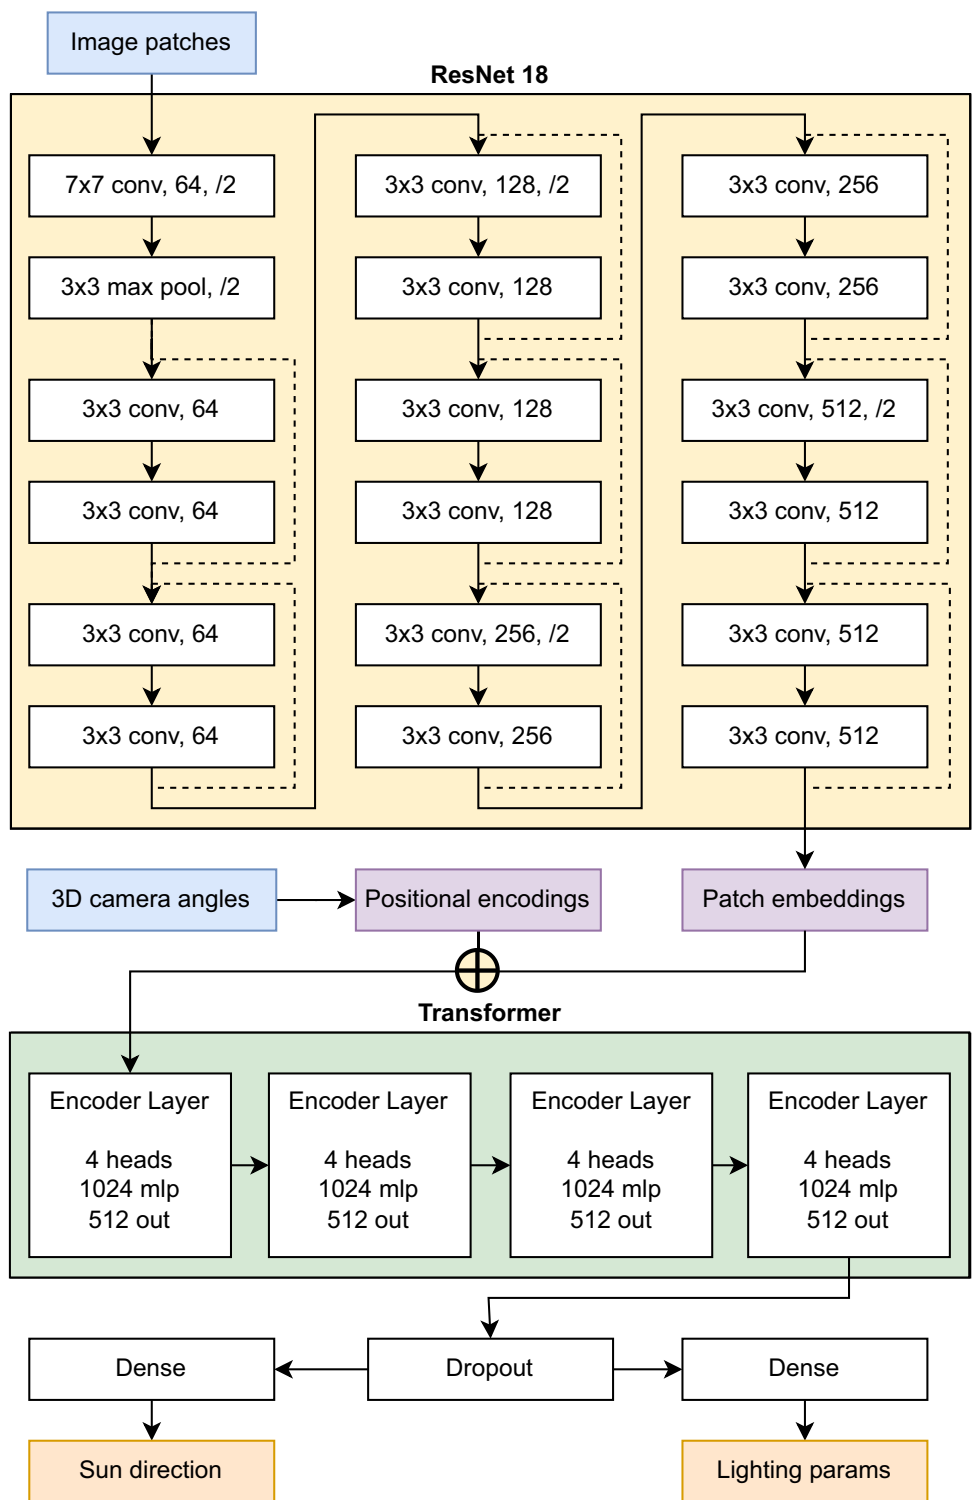 Image patches
ResNet 18
7x7 conv, 64, /2
3x3 max pool, /2
3x3 conv, 64
3x3 conv, 64
3x3 conv, 64
3x3 conv, 64
3x3 conv, 128, /2
3x3 conv, 128
3x3 conv, 128
3x3 conv, 128
3x3 conv, 256, /2
3x3 conv, 256
3x3 conv, 256
3x3 conv, 256
3x3 conv, 512, /2
3x3 conv, 512
3x3 conv, 512
3x3 conv, 512
3D camera angles
Positional encodings
Patch embeddings
Transformer
Encoder Layer
4 heads
1024 mlp
512 out
Encoder Layer
4 heads
1024 mlp
512 out
Encoder Layer
4 heads
1024 mlp
512 out
Encoder Layer
4 heads
1024 mlp
512 out
Dense
Dropout
Dense
Sun direction
Lighting params